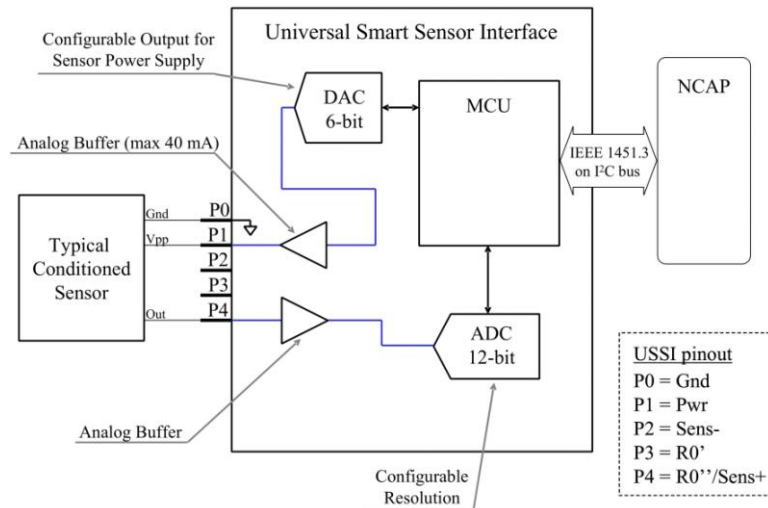 Configurable Output for
Sensor Power Supply
Universal Smart Sensor Interface
DAC
6-bit
MCU
NCAP
Analog Buffer (max 40 mA)
IEEE 1451.3
on I²C bus
Typical
Conditioned
Sensor
Gnd
Vpp
Out
P0
P1
P2
P3
P4
ADC
12-bit
Analog Buffer
Configurable
Resolution
USSI pinout
P0 = Gnd
P1 = Pwr
P2 = Sens-
P3 = R0'
P4 = R0''/Sens+